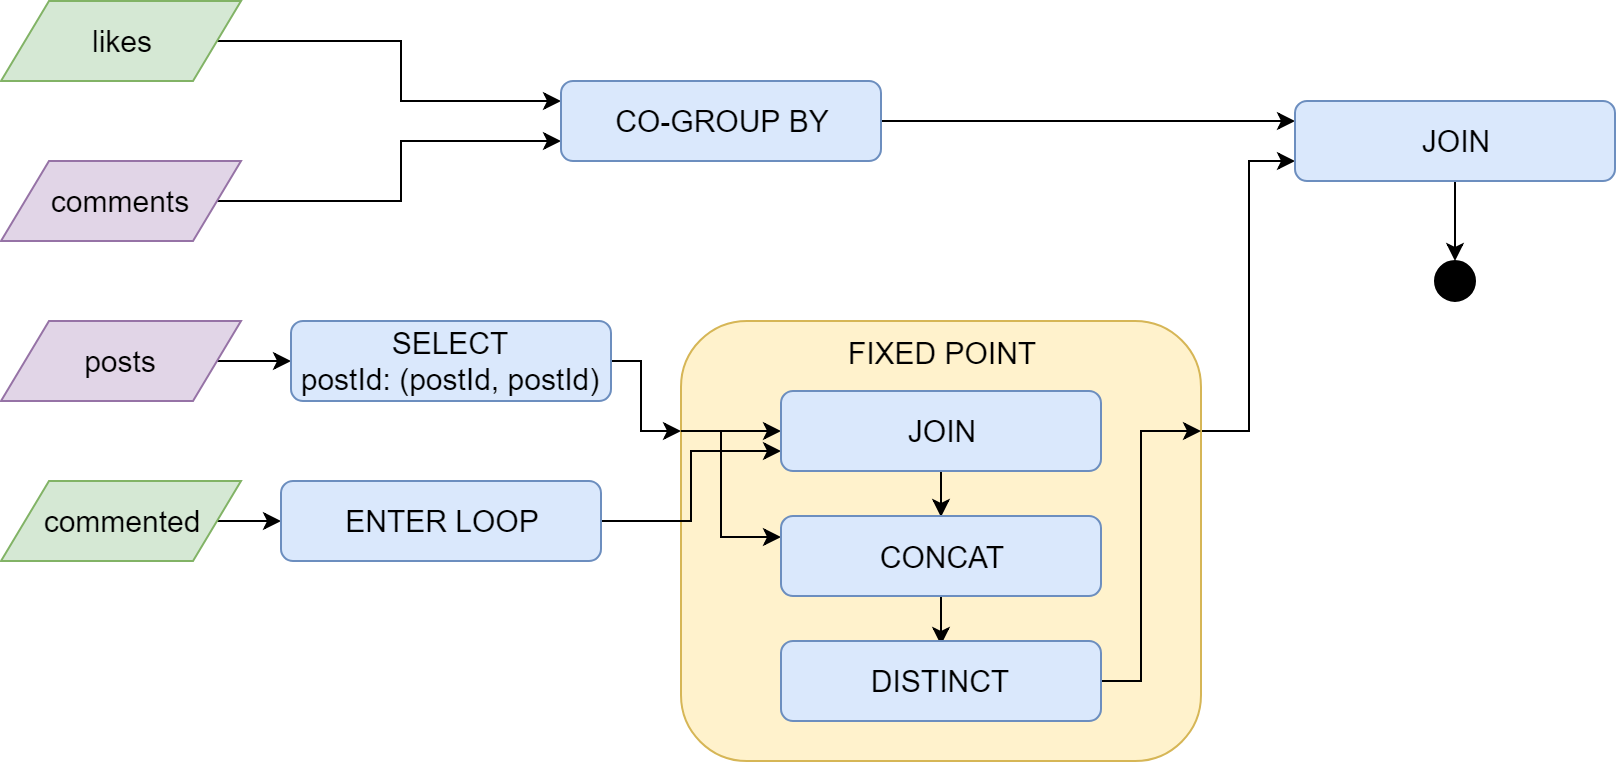 likes
CO-GROUP BY
JOIN
comments
posts
SELECT
postId: (postId, postId)
FIXED POINT
JOIN
commented
ENTER LOOP
CONCAT
DISTINCT